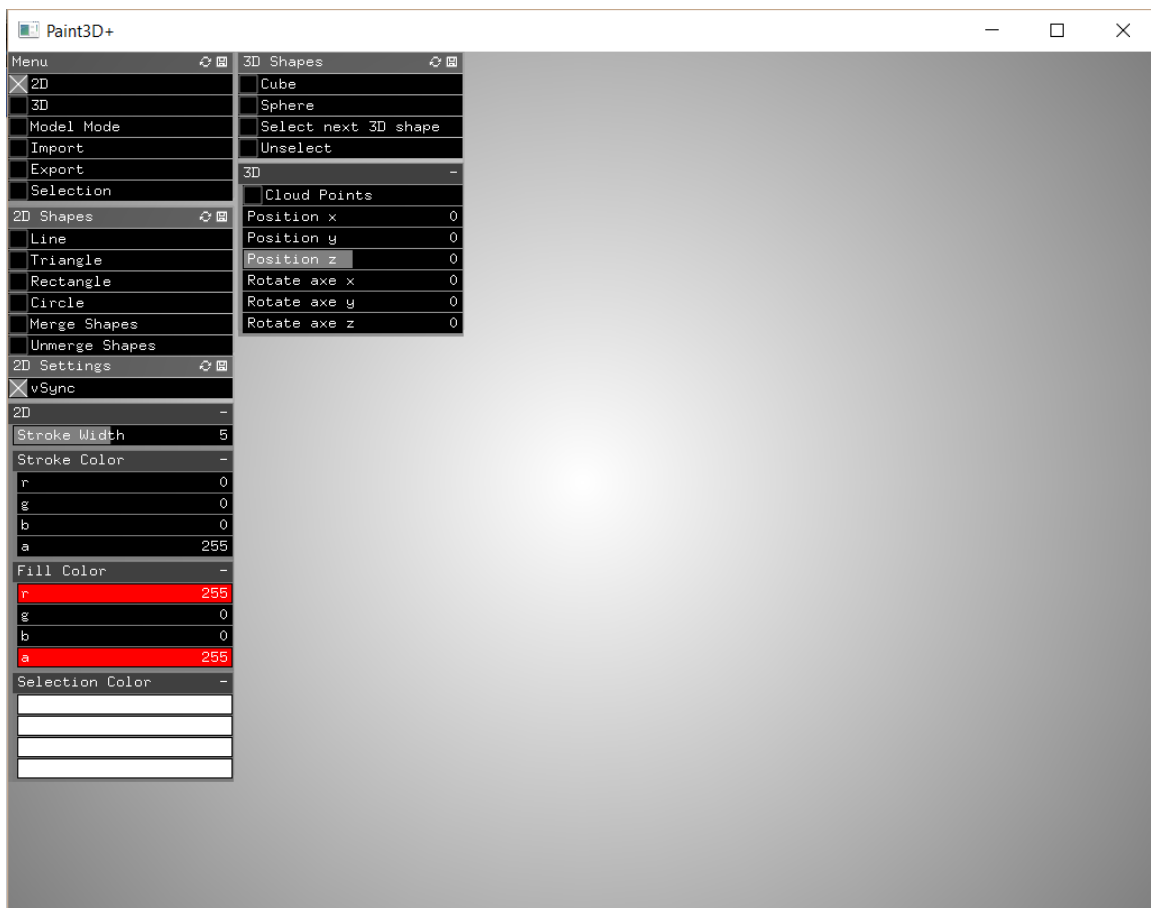 Paint3D+
Menu
2D
3D
Model Mode
Import
Export
Selection
2D Shapes
Line
Triangle
Rectangle
Circle
Merge Shapes
Unmerge Shapes
2D Settings
vSync
2D
Stroke Width 5
Stroke Color
r 0
g 0
b 0
a 255
Fill Color
r 255
g 0
b 0
a 255
Selection Color
3D Shapes
Cube
Sphere
Select next 3D shape
Unselect
3D
Cloud Points
Position x 0
Position y 0
Position z 0
Rotate axe x 0
Rotate axe y 0
Rotate axe z 0